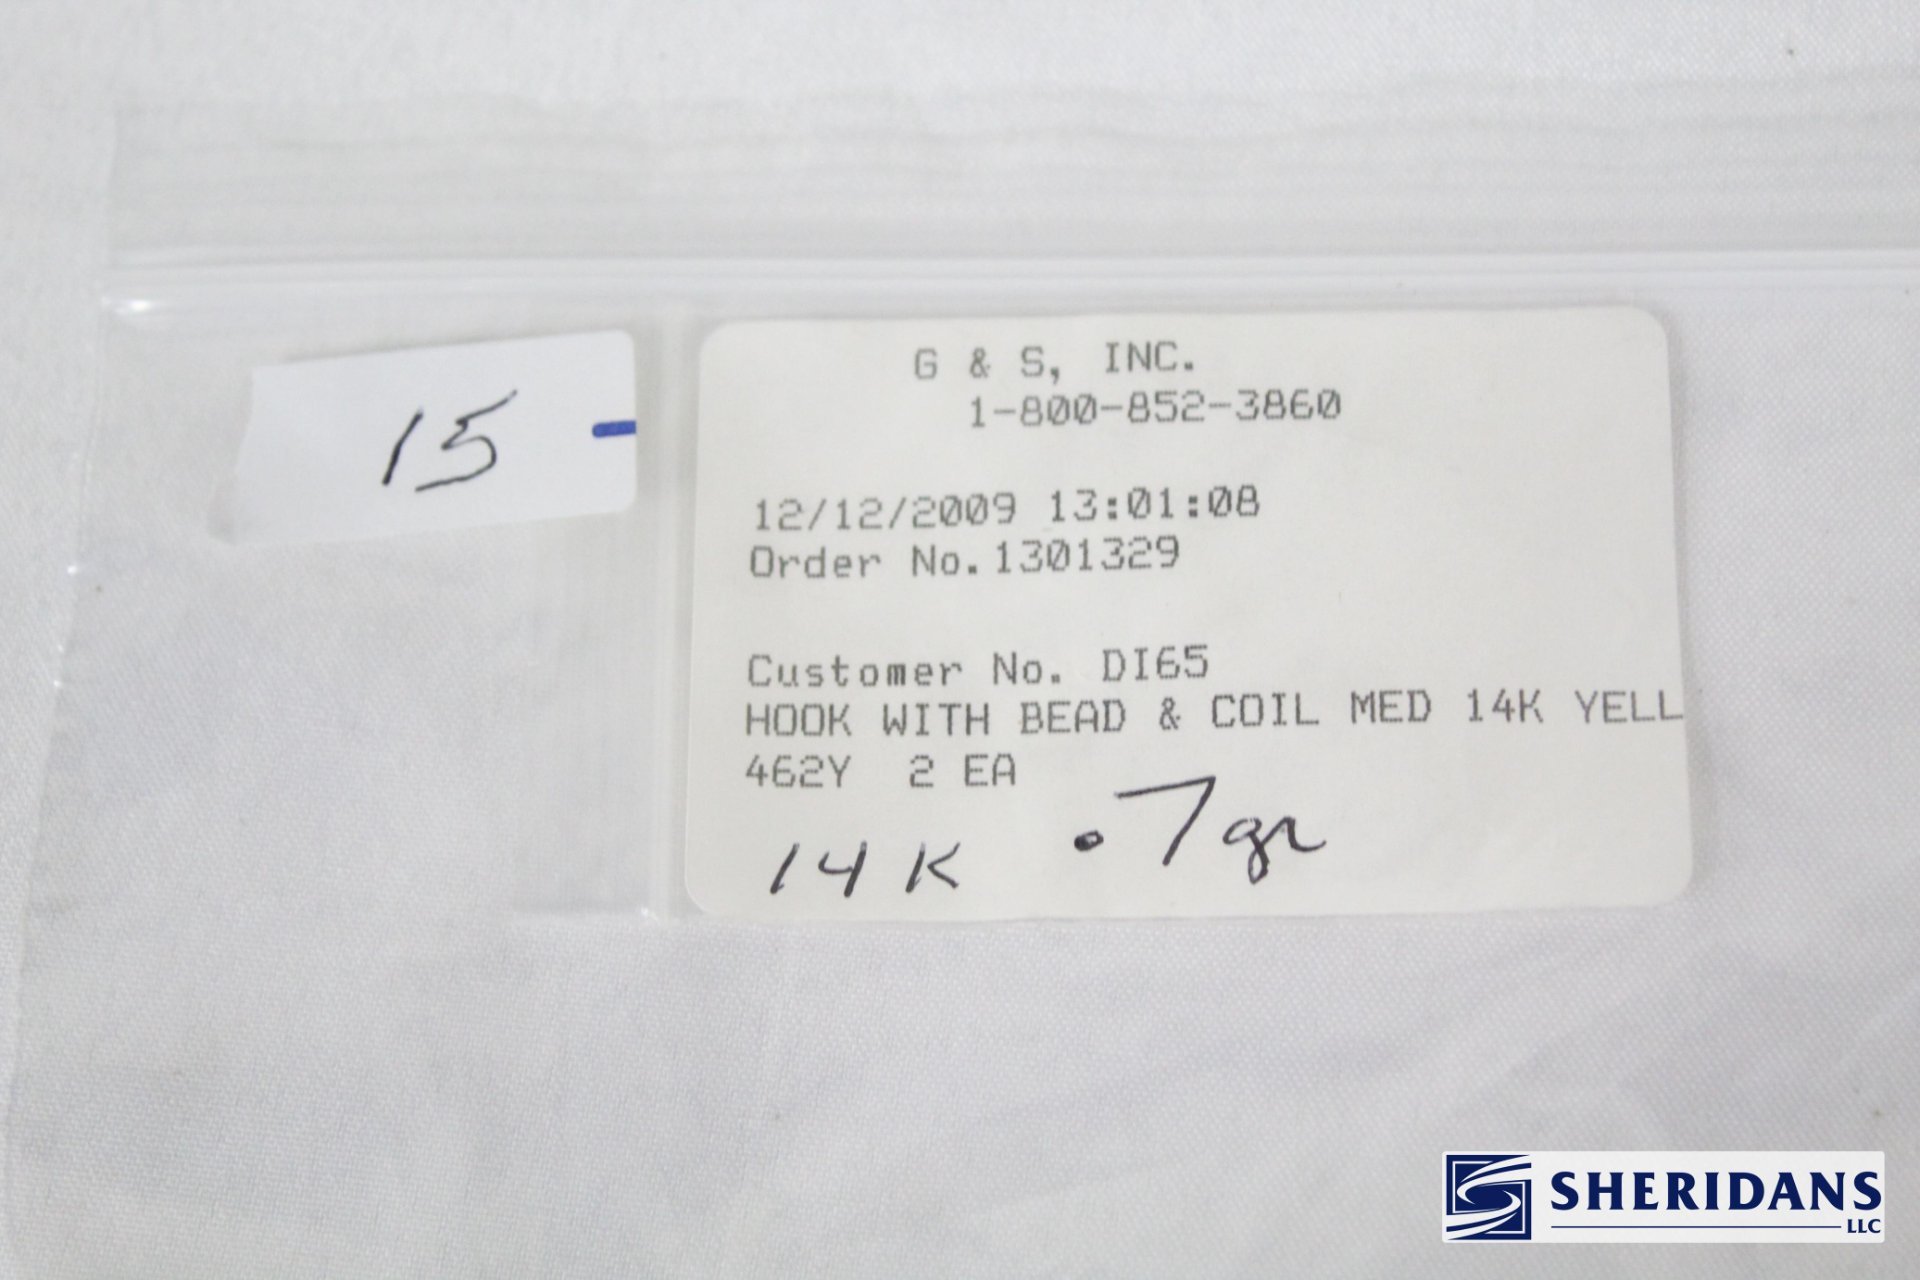 15 -
G & S, INC.
1-800-852-3860
12/12/2009 13:01:08
Order No.1301329
Customer No. DI65
HOOK WITH BEAD & COIL MED 14K YELL
462Y 2 EA
14K .7gr
SHERIDANS
LLC